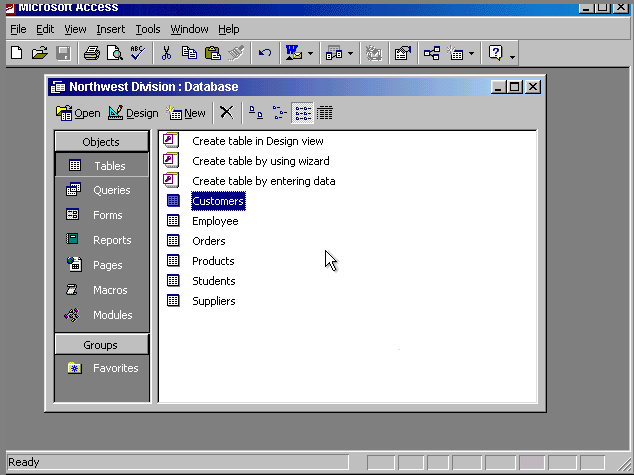 Microsoft Access
File Edit View Insert Tools Window Help
Northwest Division : Database
Open Design New
Objects
Tables
Queries
Forms
Reports
Pages
Macros
Modules
Groups
Favorites
Create table in Design view
Create table by using wizard
Create table by entering data
Customers
Employee
Orders
Products
Students
Suppliers
Ready